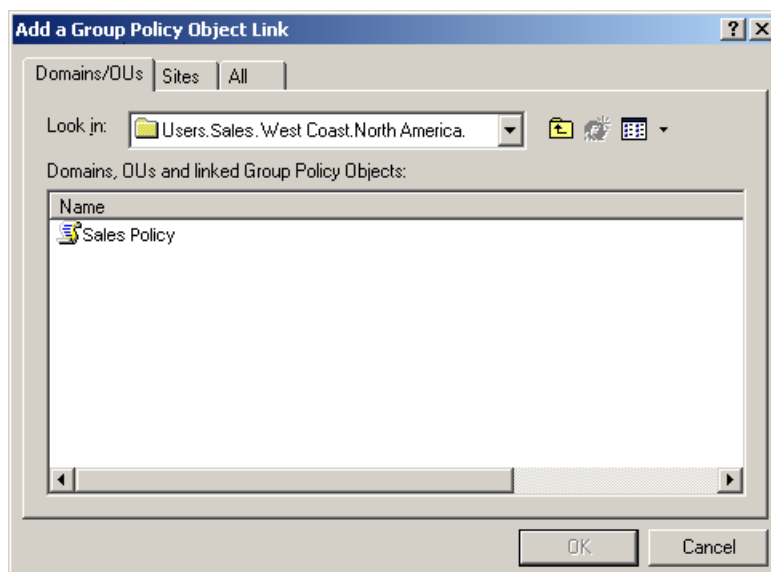 Add a Group Policy Object Link
Domains/OUs Sites All
Look in: Users.Sales.West Coast.North America.
Domains, OUs and linked Group Policy Objects:
Name
Sales Policy
OK Cancel